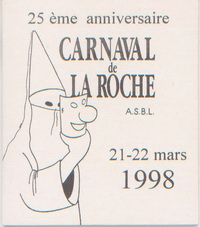 25 ème anniversaire
CARNAVAL
de
LA ROCHE
A.S.B.L.
21-22 mars
1998